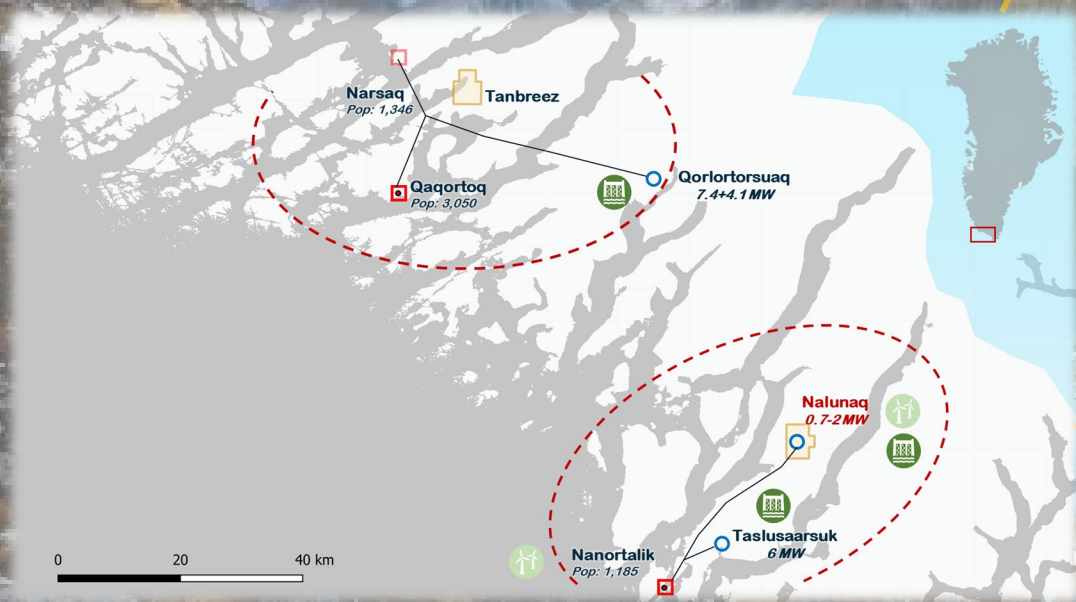 Narsaq
Pop: 1,346
Tanbreez
Qaqortoq
Pop: 3,050
Qorlortorsuaq
7.4+4.1 MW
Nalunaq
0.7-2 MW
Taslusaarsuk
6 MW
Nanortalik
Pop: 1,185
0 20 40 km